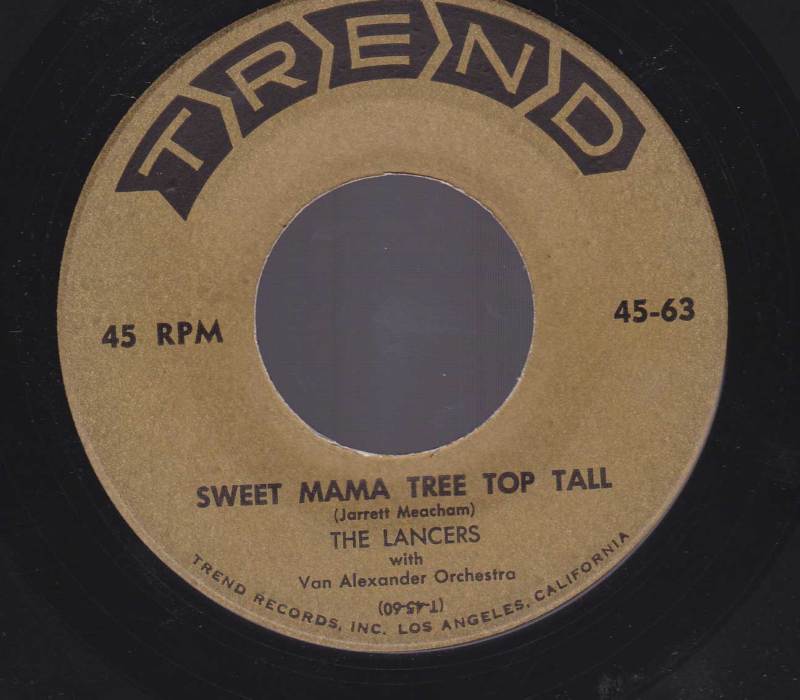 TREND
45 RPM
45-63
SWEET MAMA TREE TOP TALL
(Jarrett Meacham)
THE LANCERS
with
Van Alexander Orchestra
(T-45-60)
TREND RECORDS, INC. LOS ANGELES, CALIFORNIA